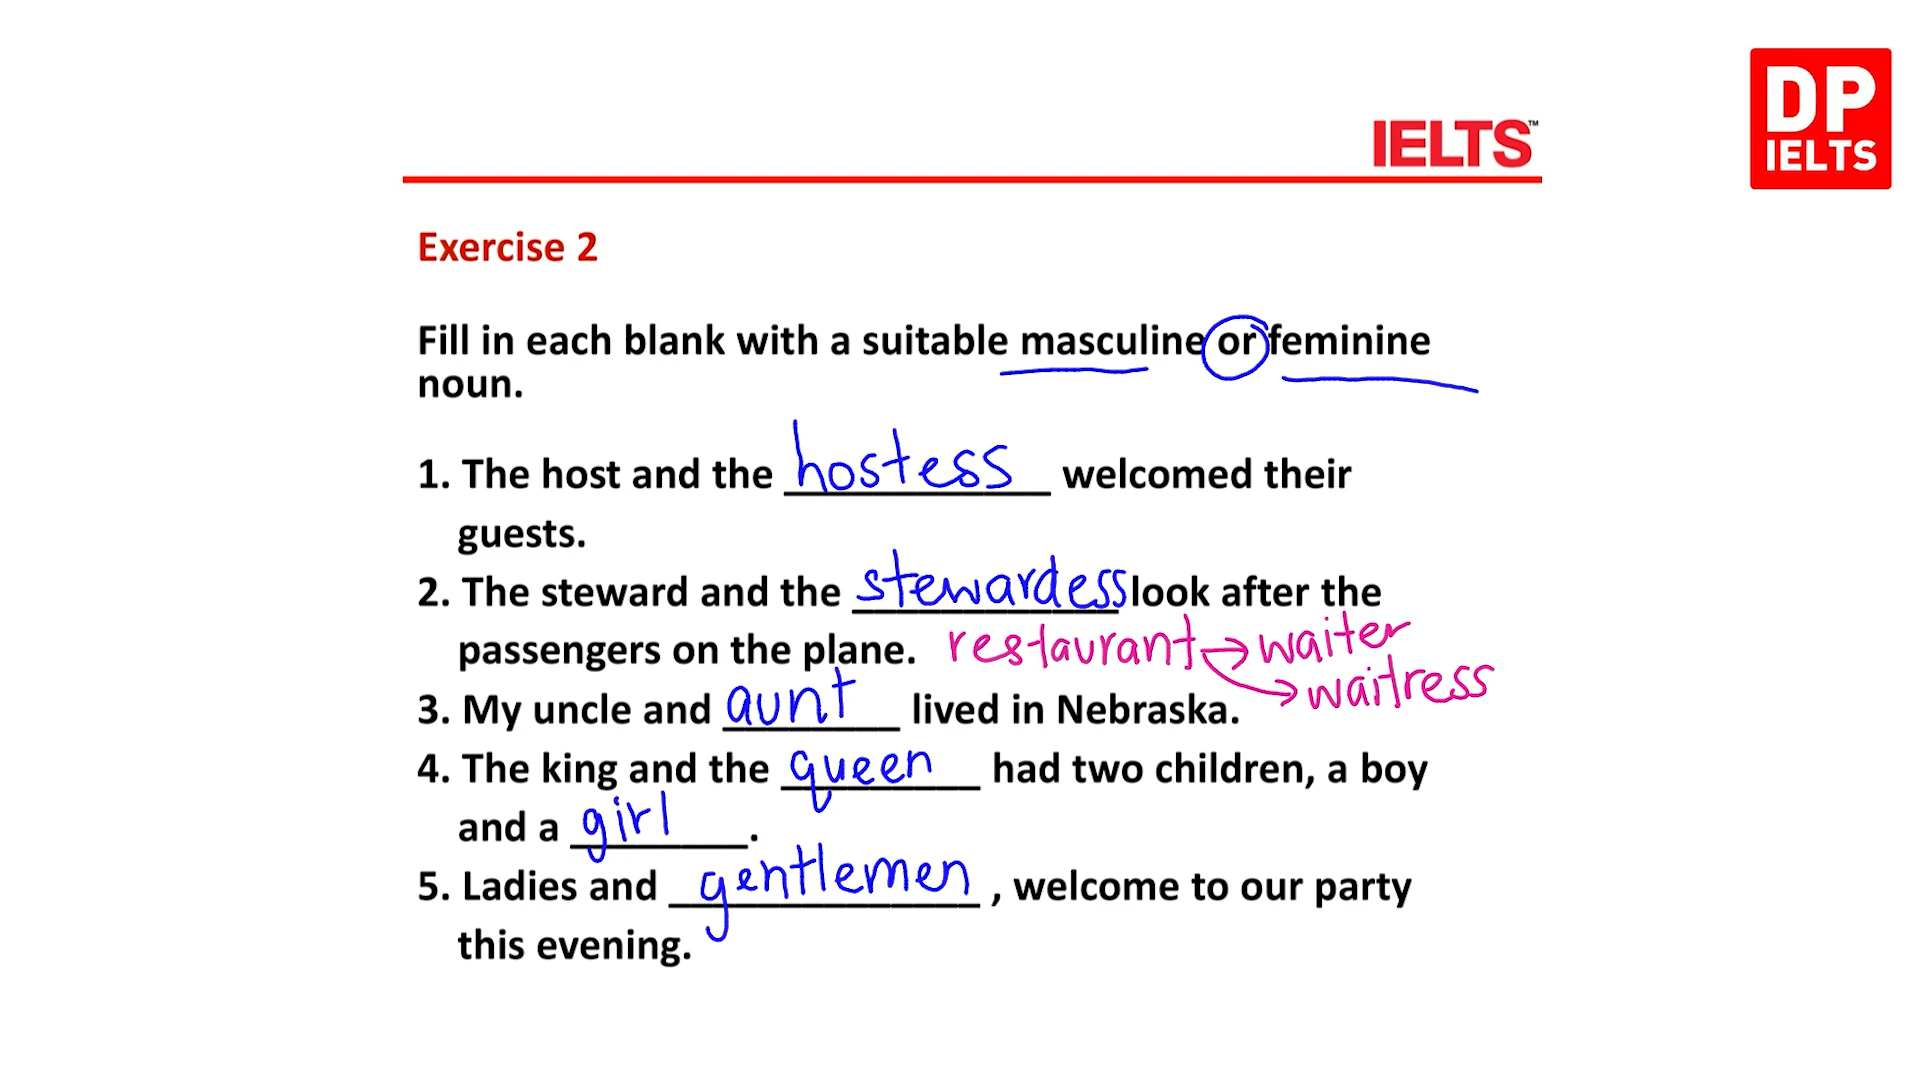 DP
IELTS
IELTS™
Exercise 2
Fill in each blank with a suitable masculine or feminine
noun.
1. The host and the hostess welcomed their
guests.
2. The steward and the stewardess look after the
passengers on the plane. restaurant → waiter
→ waitress
3. My uncle and aunt lived in Nebraska.
4. The king and the queen had two children, a boy
and a girl.
5. Ladies and gentlemen, welcome to our party
this evening.